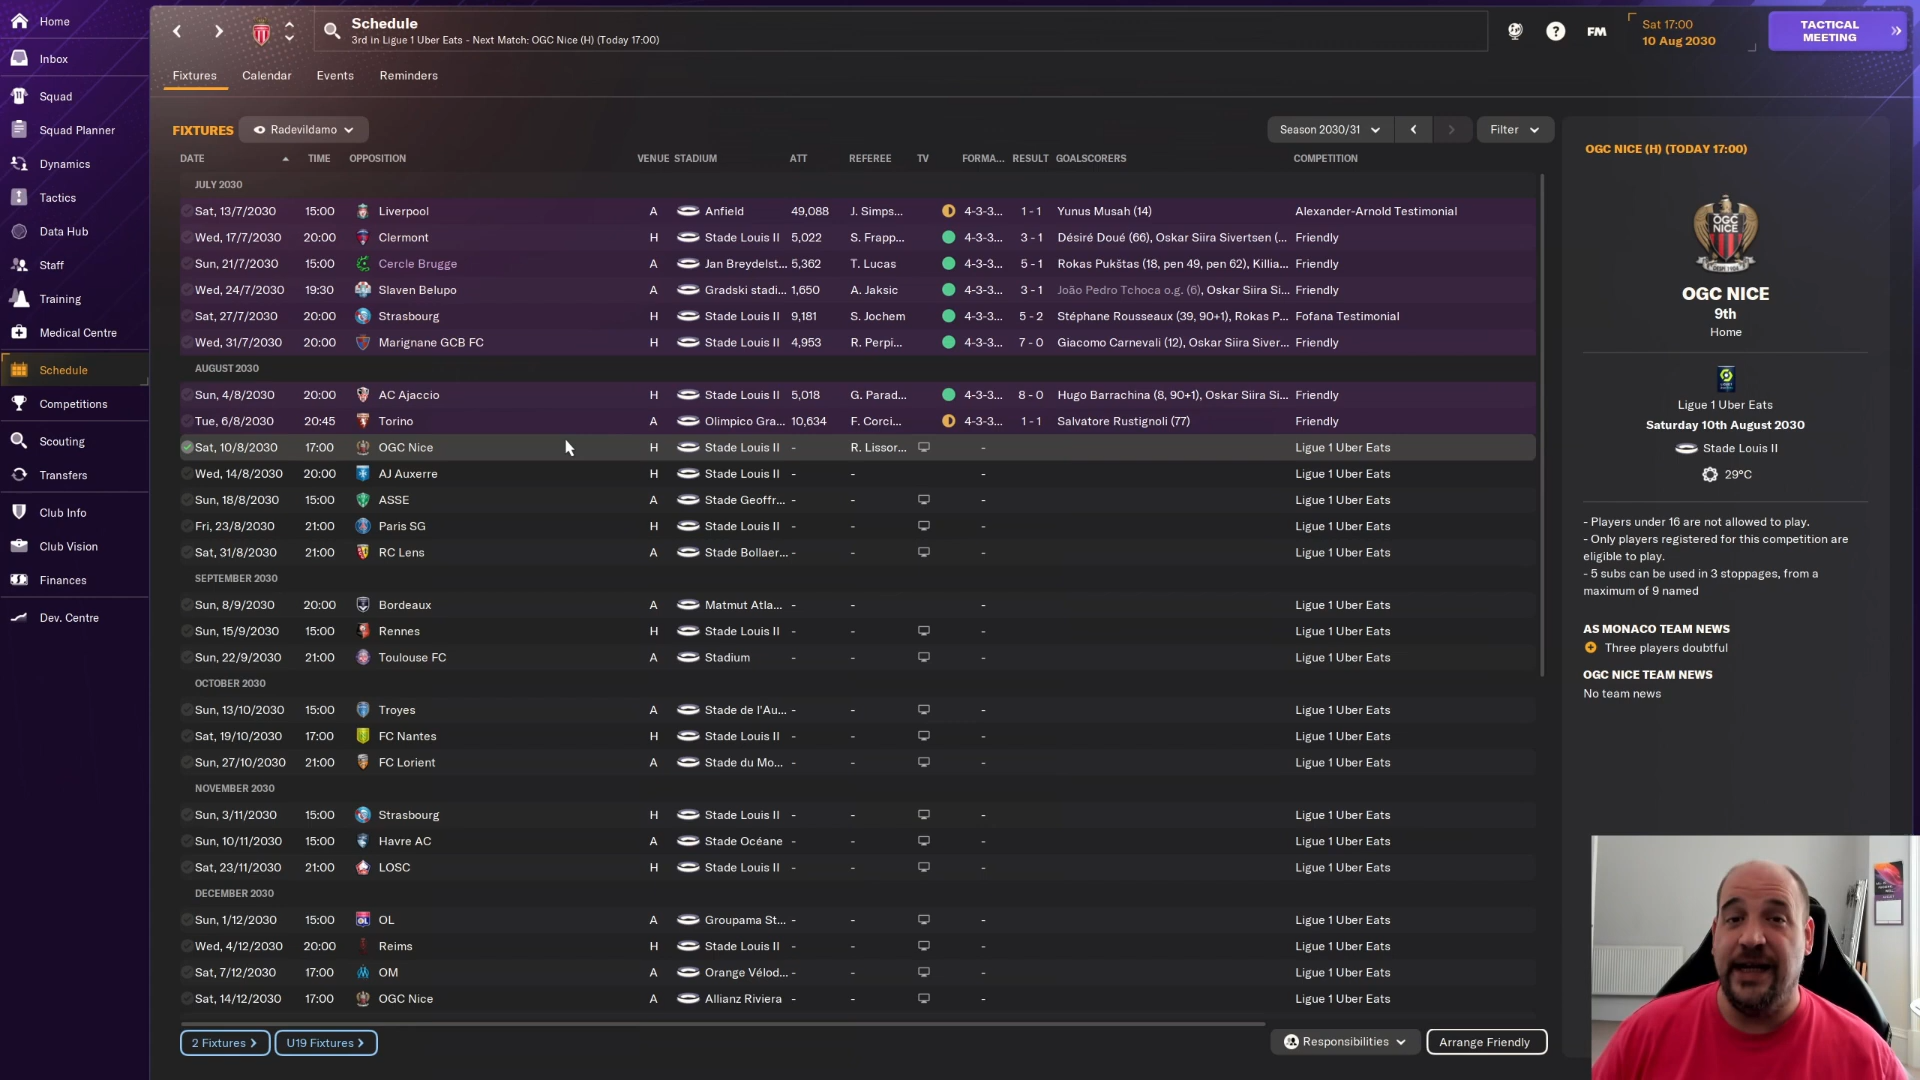 Home
Inbox
Squad
Squad Planner
Dynamics
Tactics
Data Hub
Staff
Training
Medical Centre
Schedule
Competitions
Scouting
Transfers
Club Info
Club Vision
Finances
Dev. Centre
Schedule
3rd in Ligue 1 Uber Eats - Next Match: OGC Nice (H) (Today 17:00)
FM
Sat 17:00
10 Aug 2030
TACTICAL MEETING
Fixtures Calendar Events Reminders
FIXTURES Radevildamo Season 2030/31 Filter
DATE TIME OPPOSITION VENUE STADIUM ATT REFEREE TV FORMA... RESULT GOALSCORERS COMPETITION
JULY 2030
Sat, 13/7/2030 15:00 Liverpool A Anfield 49,088 J. Simps... 4-3-3... 1 - 1 Yunus Musah (14) Alexander-Arnold Testimonial
Wed, 17/7/2030 20:00 Clermont H Stade Louis II 5,022 S. Frapp... 4-3-3... 3 - 1 Désiré Doué (66), Oskar Siira Sivertsen (... Friendly
Sun, 21/7/2030 15:00 Cercle Brugge A Jan Breydelst... 5,362 T. Lucas 4-3-3... 5 - 1 Rokas Pukštas (18, pen 49, pen 62), Killia... Friendly
Wed, 24/7/2030 19:30 Slaven Belupo A Gradski stadi... 1,650 A. Jaksic 4-3-3... 3 - 1 João Pedro Tchoca o.g. (6), Oskar Siira Si... Friendly
Sat, 27/7/2030 20:00 Strasbourg H Stade Louis II 9,181 S. Jochem 4-3-3... 5 - 2 Stéphane Rousseaux (39, 90+1), Rokas P... Fofana Testimonial
Wed, 31/7/2030 20:00 Marignane GCB FC H Stade Louis II 4,953 R. Perpi... 4-3-3... 7 - 0 Giacomo Carnevali (12), Oskar Siira Siver... Friendly
AUGUST 2030
Sun, 4/8/2030 20:00 AC Ajaccio H Stade Louis II 5,018 G. Parad... 4-3-3... 8 - 0 Hugo Barrachina (8, 90+1), Oskar Siira Si... Friendly
Tue, 6/8/2030 20:45 Torino A Olimpico Gra... 10,634 F. Corci... 4-3-3... 1 - 1 Salvatore Rustignoli (77) Friendly
Sat, 10/8/2030 17:00 OGC Nice H Stade Louis II - R. Lissor... - Ligue 1 Uber Eats
Wed, 14/8/2030 20:00 AJ Auxerre H Stade Louis II - - - Ligue 1 Uber Eats
Sun, 18/8/2030 15:00 ASSE A Stade Geoffr... - - - Ligue 1 Uber Eats
Fri, 23/8/2030 21:00 Paris SG H Stade Louis II - - - Ligue 1 Uber Eats
Sat, 31/8/2030 21:00 RC Lens A Stade Bollaer... - - - Ligue 1 Uber Eats
SEPTEMBER 2030
Sun, 8/9/2030 20:00 Bordeaux A Matmut Atla... - - - Ligue 1 Uber Eats
Sun, 15/9/2030 15:00 Rennes H Stade Louis II - - - Ligue 1 Uber Eats
Sun, 22/9/2030 21:00 Toulouse FC A Stadium - - - Ligue 1 Uber Eats
OCTOBER 2030
Sun, 13/10/2030 15:00 Troyes A Stade de l'Au... - - - Ligue 1 Uber Eats
Sat, 19/10/2030 17:00 FC Nantes H Stade Louis II - - - Ligue 1 Uber Eats
Sun, 27/10/2030 21:00 FC Lorient A Stade du Mo... - - - Ligue 1 Uber Eats
NOVEMBER 2030
Sun, 3/11/2030 15:00 Strasbourg H Stade Louis II - - - Ligue 1 Uber Eats
Sun, 10/11/2030 15:00 Havre AC A Stade Océane - - - Ligue 1 Uber Eats
Sat, 23/11/2030 21:00 LOSC H Stade Louis II - - - Ligue 1 Uber Eats
DECEMBER 2030
Sun, 1/12/2030 15:00 OL A Groupama St... - - - Ligue 1 Uber Eats
Wed, 4/12/2030 20:00 Reims H Stade Louis II - - - Ligue 1 Uber Eats
Sat, 7/12/2030 17:00 OM A Orange Vélod... - - - Ligue 1 Uber Eats
Sat, 14/12/2030 17:00 OGC Nice A Allianz Riviera - - - Ligue 1 Uber Eats
2 Fixtures U19 Fixtures Responsibilities Arrange Friendly
OGC NICE (H) (TODAY 17:00)
OGC
NICE
OGC NICE
9th
Home
Ligue 1 Uber Eats
Saturday 10th August 2030
Stade Louis II
29°C
- Players under 16 are not allowed to play.
- Only players registered for this competition are
eligible to play.
- 5 subs can be used in 3 stoppages, from a
maximum of 9 named
AS MONACO TEAM NEWS
Three players doubtful
OGC NICE TEAM NEWS
No team news